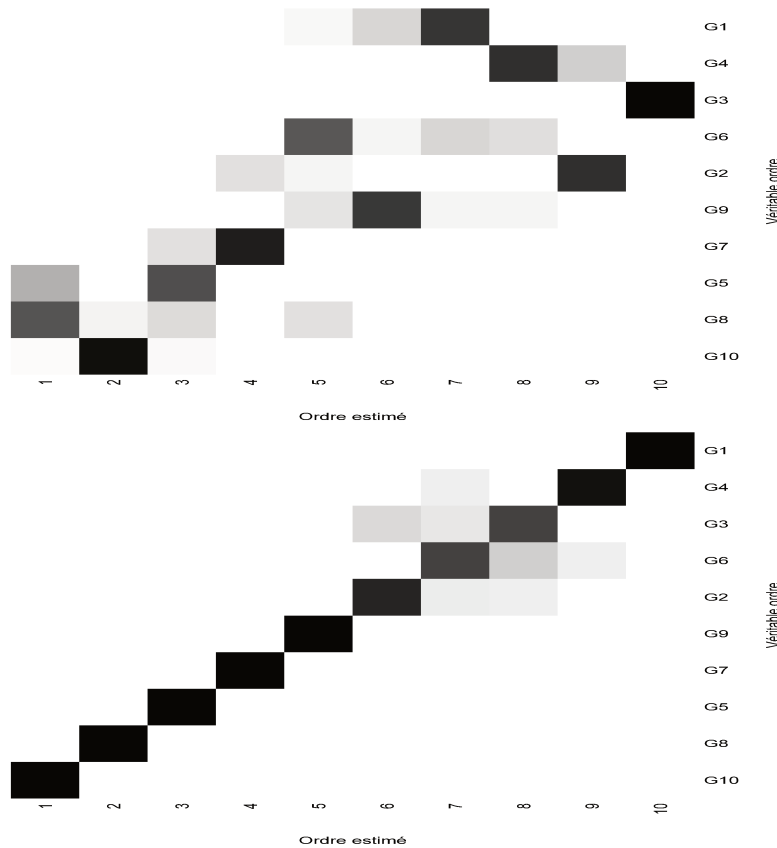 G1
G4
G3
G6
G2
G9
G7
G5
G8
G10
Véritable ordre
1 2 3 4 5 6 7 8 9 10
Ordre estimé
G1
G4
G3
G6
G2
G9
G7
G5
G8
G10
Véritable ordre
1 2 3 4 5 6 7 8 9 10
Ordre estimé